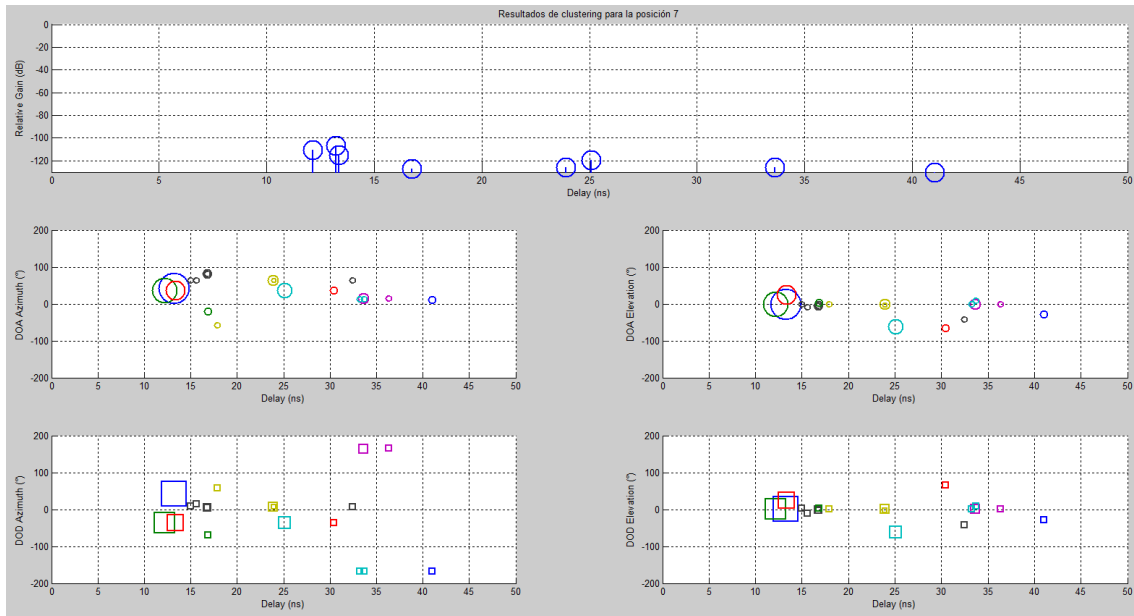 Resultados de clustering para la posición 7
Relative Gain (dB)
0
-20
-40
-60
-80
-100
-120
0 5 10 15 20 25 30 35 40 45 50
Delay (ns)
DOA Azimuth (°)
200
100
0
-100
-200
0 5 10 15 20 25 30 35 40 45 50
Delay (ns)
DOA Elevation (°)
200
100
0
-100
-200
0 5 10 15 20 25 30 35 40 45 50
Delay (ns)
DOD Azimuth (°)
200
100
0
-100
-200
0 5 10 15 20 25 30 35 40 45 50
Delay (ns)
DOD Elevation (°)
200
100
0
-100
-200
0 5 10 15 20 25 30 35 40 45 50
Delay (ns)